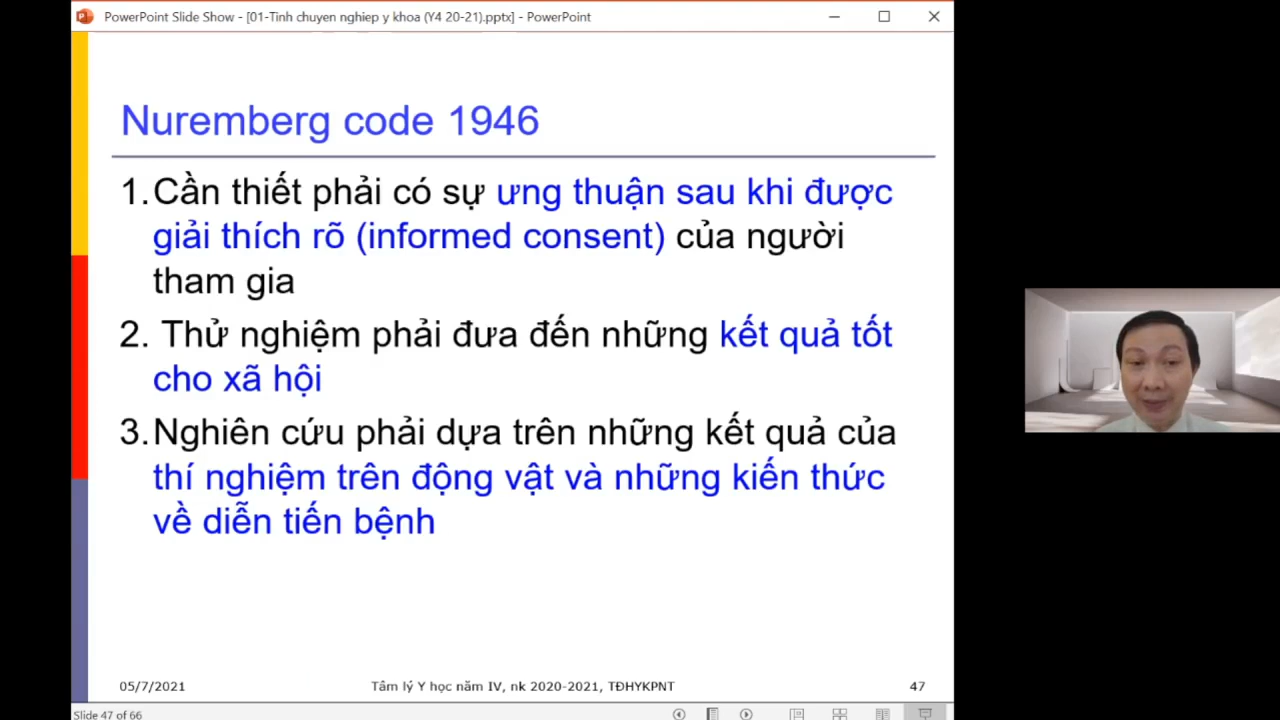 PowerPoint Slide Show - [01-Tinh chuyen nghiep y khoa (Y4 20-21).pptx] - PowerPoint
Nuremberg code 1946
1.Cần thiết phải có sự ưng thuận sau khi được
giải thích rõ (informed consent) của người
tham gia
2. Thử nghiệm phải đưa đến những kết quả tốt
cho xã hội
3.Nghiên cứu phải dựa trên những kết quả của
thí nghiệm trên động vật và những kiến thức
về diễn tiến bệnh
05/7/2021 Tâm lý Y học năm IV, nk 2020-2021, TĐHYKPNT 47
Slide 47 of 66